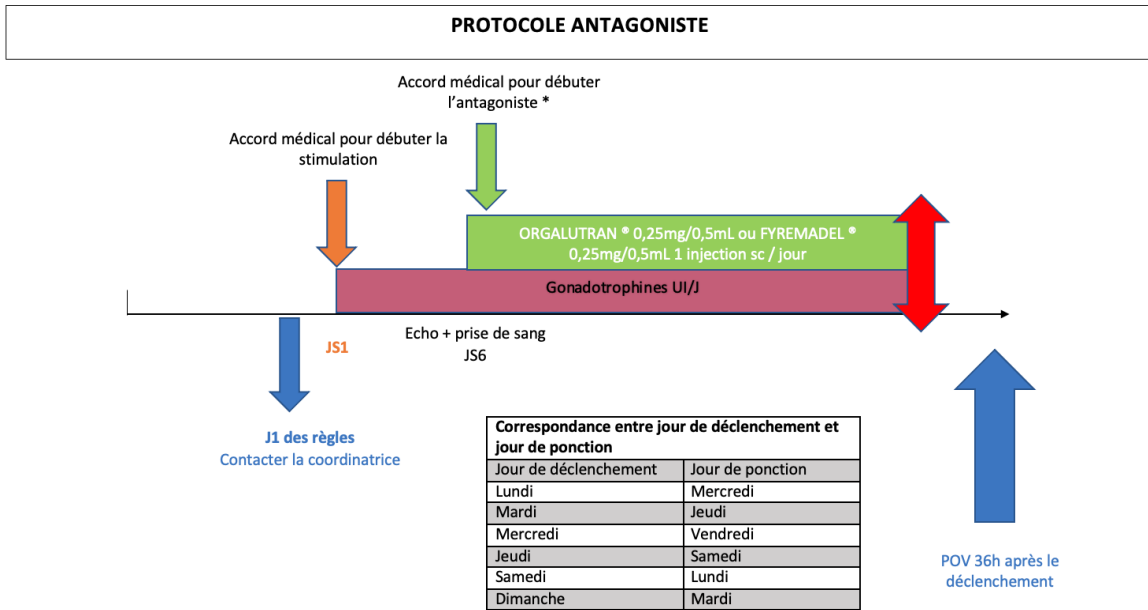 PROTOCOLE ANTAGONISTE
Accord médical pour débuter
l'antagoniste *
Accord médical pour débuter la
stimulation
ORGALUTRAN ® 0,25mg/0,5mL ou FYREMADEL ®
0,25mg/0,5mL 1 injection sc / jour
Gonadotrophines UI/J
JS1
Echo + prise de sang
JS6
J1 des règles
Contacter la coordinatrice
Correspondance entre jour de déclenchement et
jour de ponction
Jour de déclenchement Jour de ponction
Lundi Mercredi
Mardi Jeudi
Mercredi Vendredi
Jeudi Samedi
Samedi Lundi
Dimanche Mardi
POV 36h après le
déclenchement